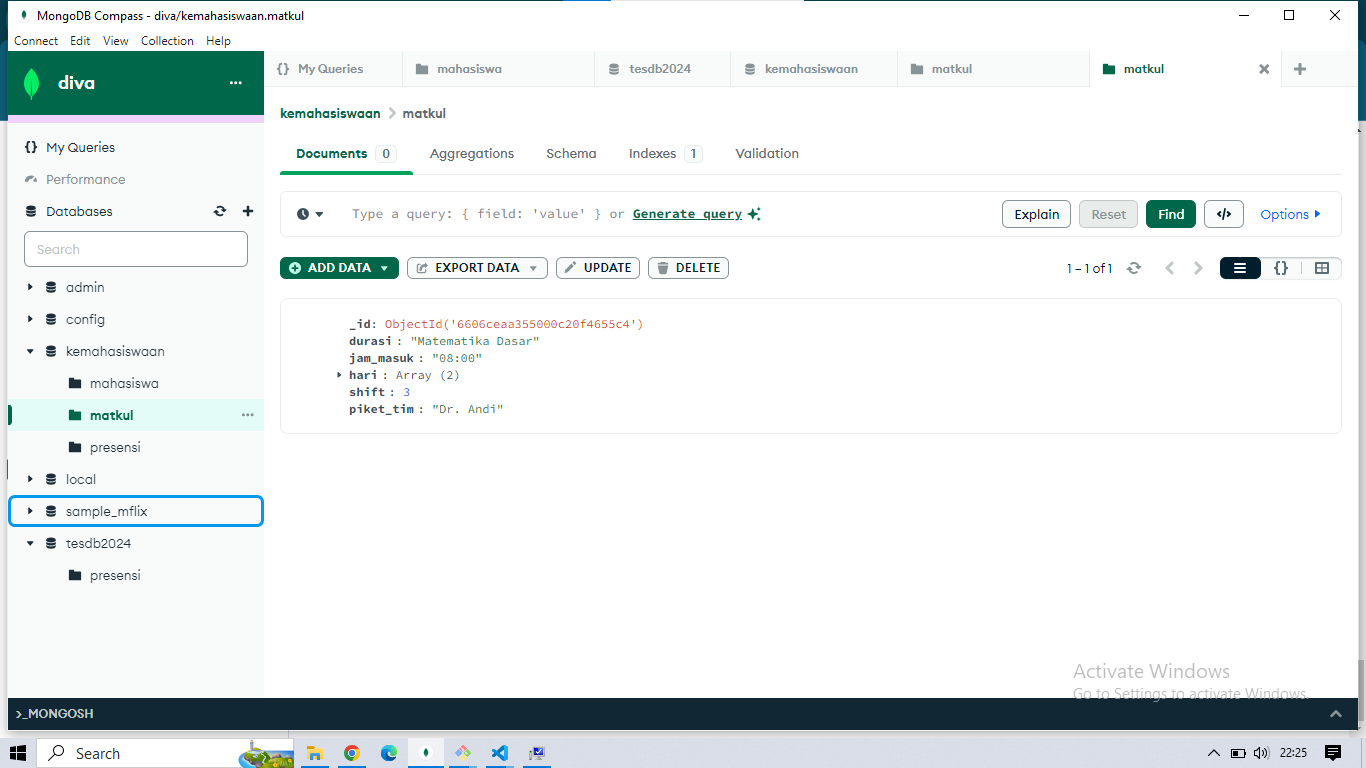 MongoDB Compass - diva/kemahasiswaan.matkul
Connect Edit View Collection Help
diva
My Queries
Performance
Databases
Search
admin
config
kemahasiswaan
mahasiswa
matkul
presensi
local
sample_mflix
tesdb2024
presensi
{} My Queries mahasiswa tesdb2024 kemahasiswaan matkul matkul
kemahasiswaan > matkul
Documents 0 Aggregations Schema Indexes 1 Validation
Type a query: { field: 'value' } or Generate query
Explain Reset Find </> Options
ADD DATA EXPORT DATA UPDATE DELETE
1 – 1 of 1
_id: ObjectId('6606ceaa355000c20f4655c4')
durasi : "Matematika Dasar"
jam_masuk : "08:00"
hari : Array (2)
shift : 3
piket_tim : "Dr. Andi"
Activate Windows
Go to Settings to activate Windows.
>_MONGOSH
Search
22:25